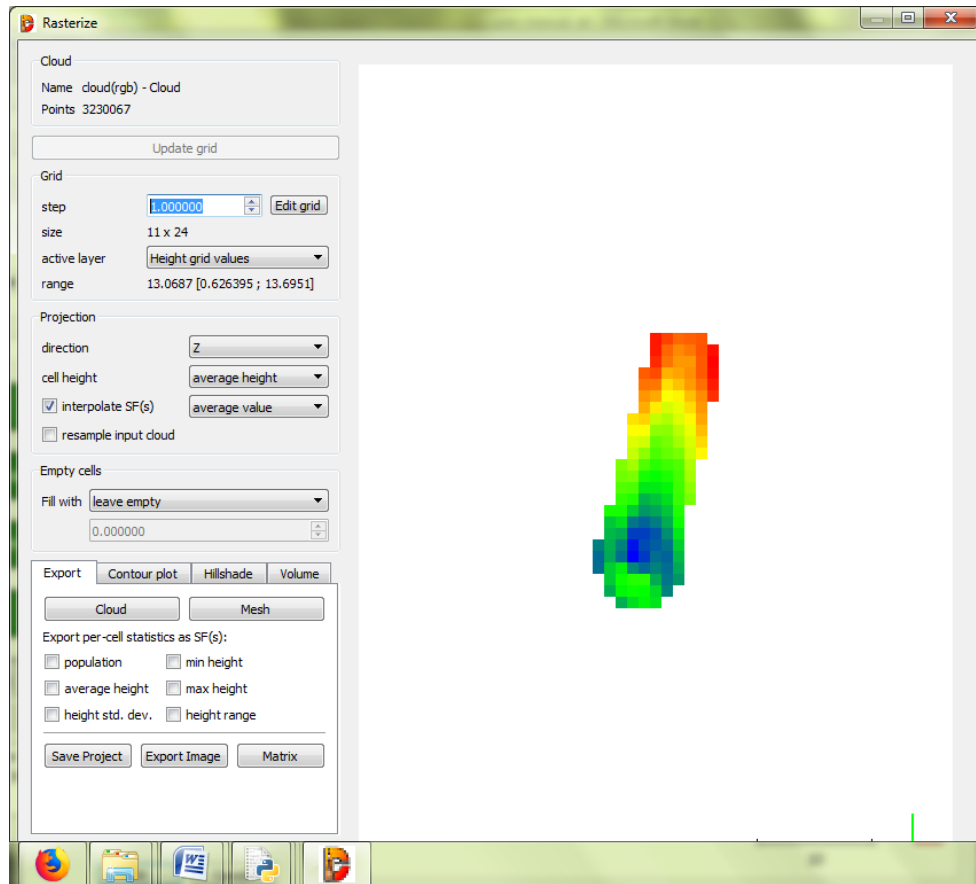 Rasterize
Cloud
Name cloud(rgb) - Cloud
Points 3230067
Update grid
Grid
step 1.000000 Edit grid
size 11 x 24
active layer Height grid values
range 13.0687 [0.626395 ; 13.6951]
Projection
direction Z
cell height average height
interpolate SF(s) average value
resample input cloud
Empty cells
Fill with leave empty
0.000000
Export Contour plot Hillshade Volume
Cloud Mesh
Export per-cell statistics as SF(s):
population min height
average height max height
height std. dev. height range
Save Project Export Image Matrix